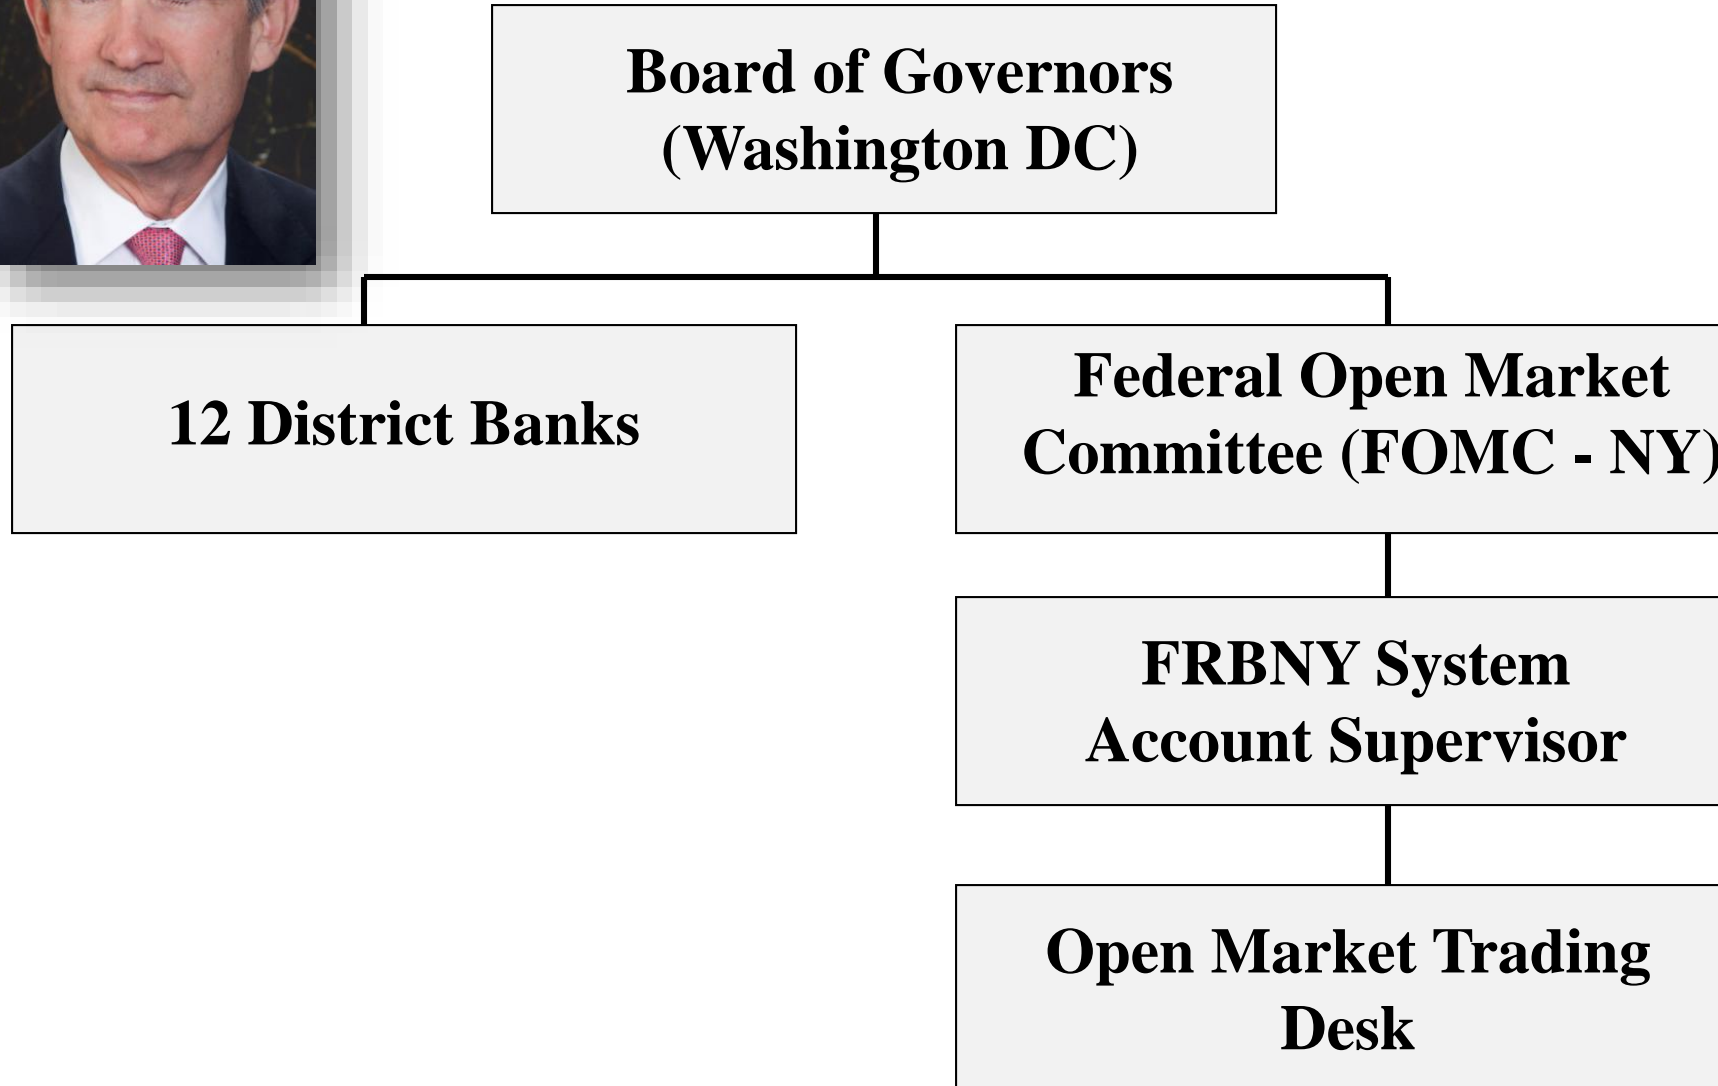 Board of Governors
(Washington DC)
12 District Banks
Federal Open Market
Committee (FOMC - NY)
FRBNY System
Account Supervisor
Open Market Trading
Desk